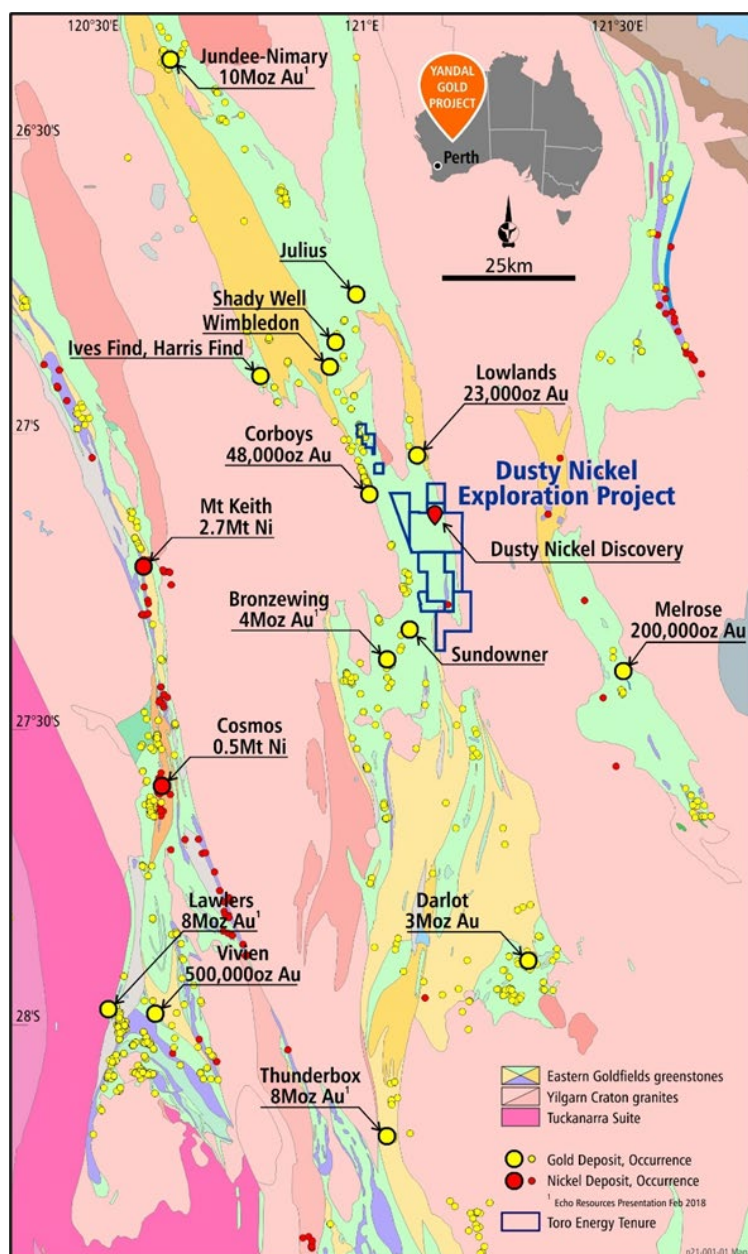 120°30'E
121°E
121°30'E
Jundee-Nimary
10Moz Au¹
YANDAL
GOLD
PROJECT
Perth
26°30'S
25km
Julius
Shady Well
Wimbledon
Ives Find, Harris Find
Lowlands
23,000oz Au
27°S
Corboys
48,000oz Au
Dusty Nickel
Exploration Project
Mt Keith
2.7Mt Ni
Dusty Nickel Discovery
Bronzewing
4Moz Au¹
Melrose
200,000oz Au
Sundowner
27°30'S
Cosmos
0.5Mt Ni
Lawlers
8Moz Au¹
Darlot
3Moz Au
Vivien
500,000oz Au
28°S
Thunderbox
8Moz Au¹
Eastern Goldfields greenstones
Yilgarn Craton granites
Tuckanarra Suite
Gold Deposit, Occurrence
Nickel Deposit, Occurrence
¹ Echo Resources Presentation Feb 2018
Toro Energy Tenure